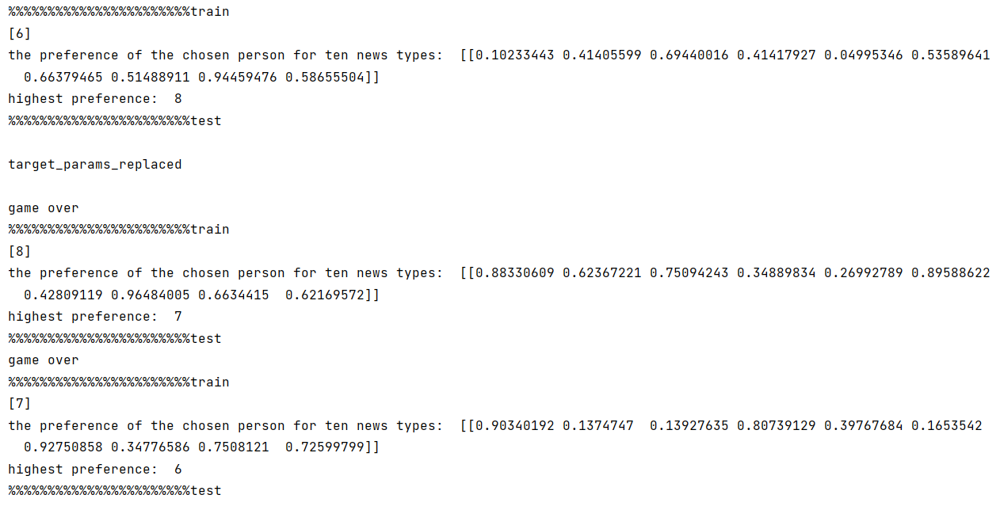 %%%%%%%%%%%%%%%%%%%%%%%train
[6]
the preference of the chosen person for ten news types:  [[0.10233443 0.41405599 0.69440016 0.41417927 0.04995346 0.53589641
  0.66379465 0.51488911 0.94459476 0.58655504]]
highest preference:  8
%%%%%%%%%%%%%%%%%%%%%%%test
target_params_replaced
game over
%%%%%%%%%%%%%%%%%%%%%%%train
[8]
the preference of the chosen person for ten news types:  [[0.88330609 0.62367221 0.75094243 0.34889834 0.26992789 0.89588622
  0.42809119 0.96484005 0.6634415  0.62169572]]
highest preference:  7
%%%%%%%%%%%%%%%%%%%%%%%test
game over
%%%%%%%%%%%%%%%%%%%%%%%train
[7]
the preference of the chosen person for ten news types:  [[0.90340192 0.1374747  0.13927635 0.80739129 0.39767684 0.1653542
  0.92750858 0.34776586 0.7508121  0.72599799]]
highest preference:  6
%%%%%%%%%%%%%%%%%%%%%%%test